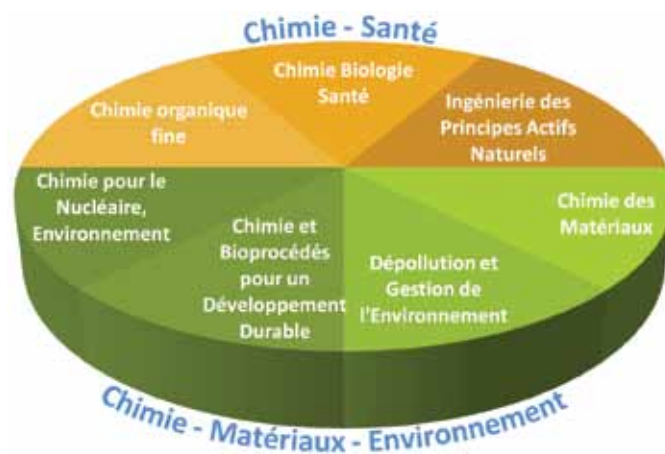 Chimie - Santé
Chimie Biologie
Santé
Chimie organique
fine
Ingénierie des
Principes Actifs
Naturels
Chimie pour le
Nucléaire,
Environnement
Chimie et
Bioprocédés
pour un
Développement
Durable
Dépollution et
Gestion de
l'Environnement
Chimie des
Matériaux
Chimie - Matériaux - Environnement